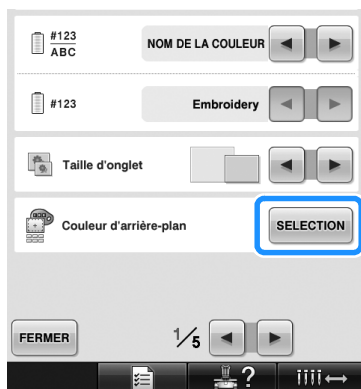 #123
ABC
NOM DE LA COULEUR
#123
Embroidery
Taille d'onglet
Couleur d'arrière-plan
SELECTION
FERMER
1/5
?